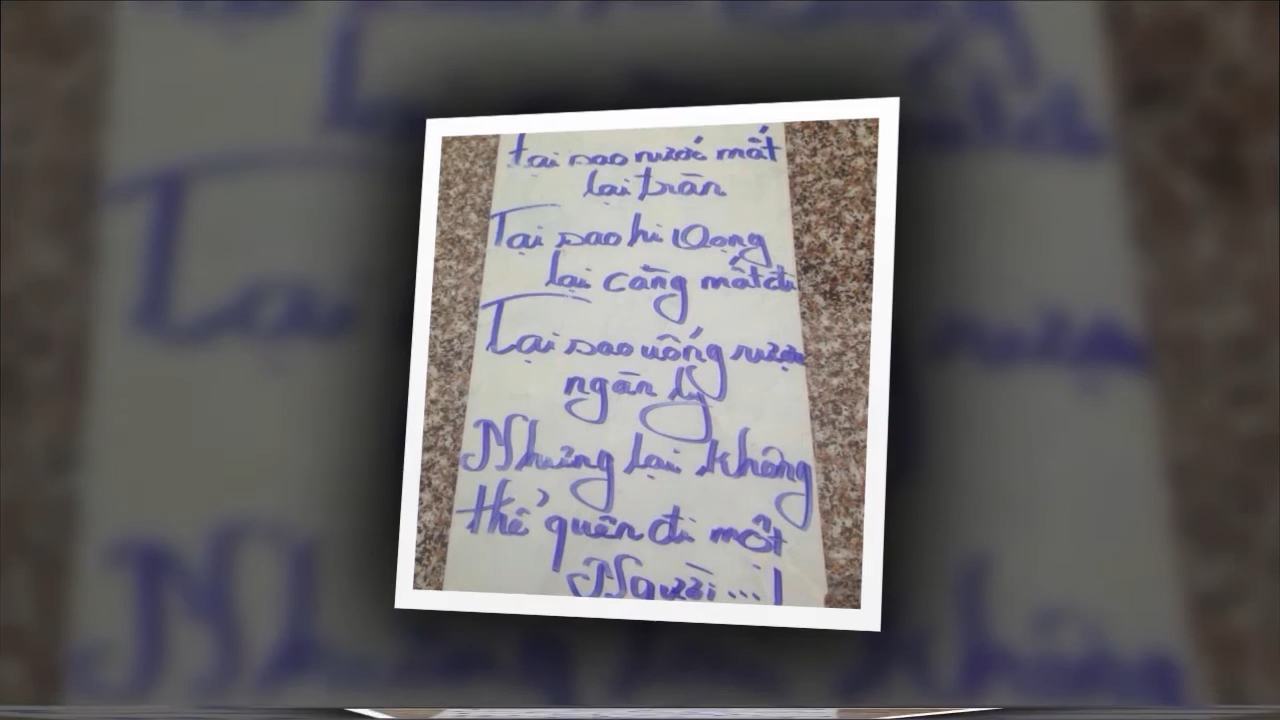 tại sao nước mắt
lại tràn
Tại sao hi vọng
lại càng mất đi
Tại sao uống rượu
ngàn ly
Nhưng lại không
thể quên đi một
Người...!